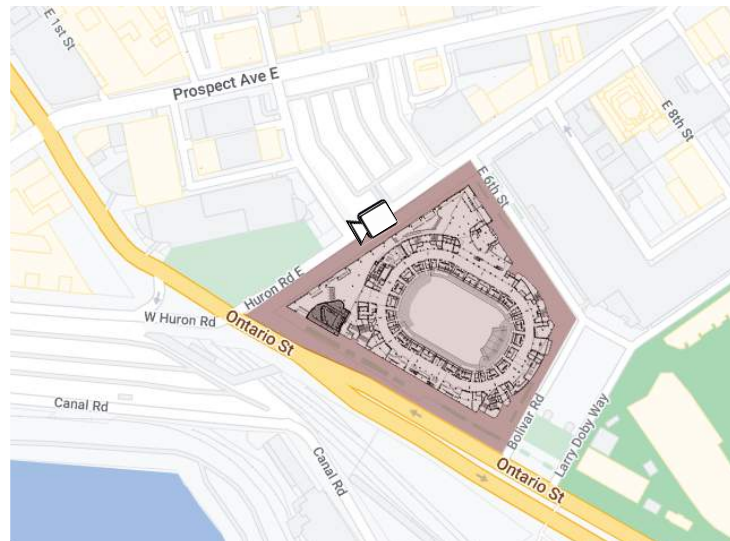 E 1st St
Prospect Ave E
E 8th St
E 6th St
Huron Rd E
W Huron Rd
Ontario St
Canal Rd
Canal Rd
Bolivar Rd
Larry Doby Way
Ontario St